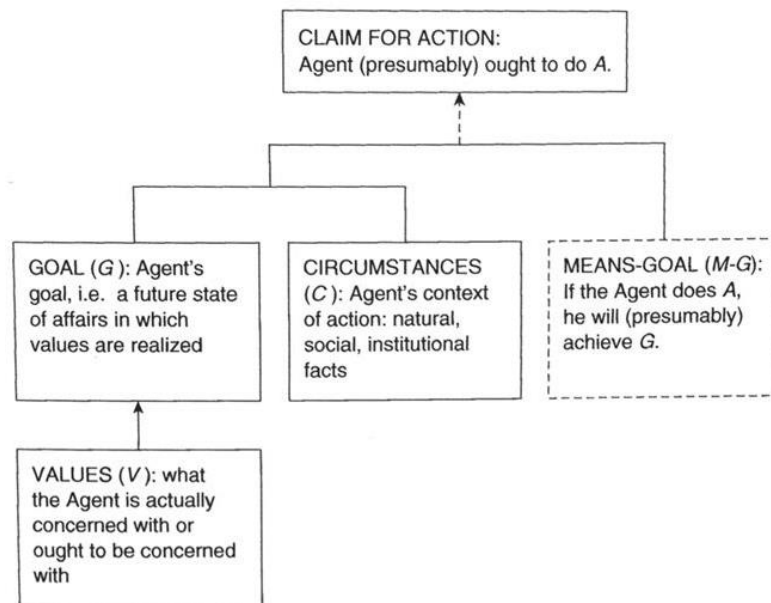 CLAIM FOR ACTION:
Agent (presumably) ought to do A.
GOAL (G): Agent's
goal, i.e. a future state
of affairs in which
values are realized
CIRCUMSTANCES
(C): Agent's context
of action: natural,
social, institutional
facts
MEANS-GOAL (M-G):
If the Agent does A,
he will (presumably)
achieve G.
VALUES (V): what
the Agent is actually
concerned with or
ought to be concerned
with